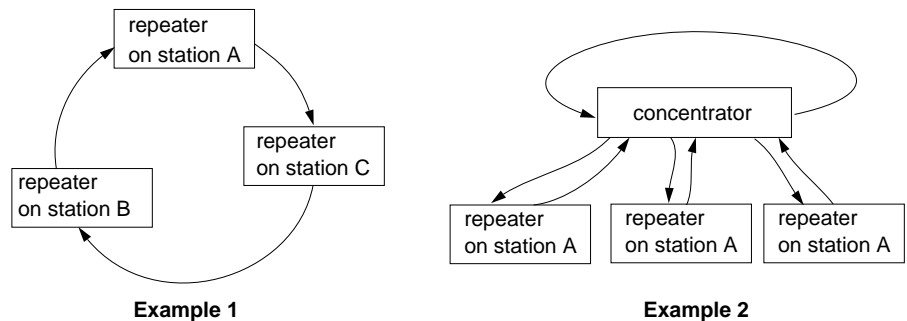 repeater
on station A
repeater
on station C
repeater
on station B
Example 1
concentrator
repeater
on station A
repeater
on station A
repeater
on station A
Example 2